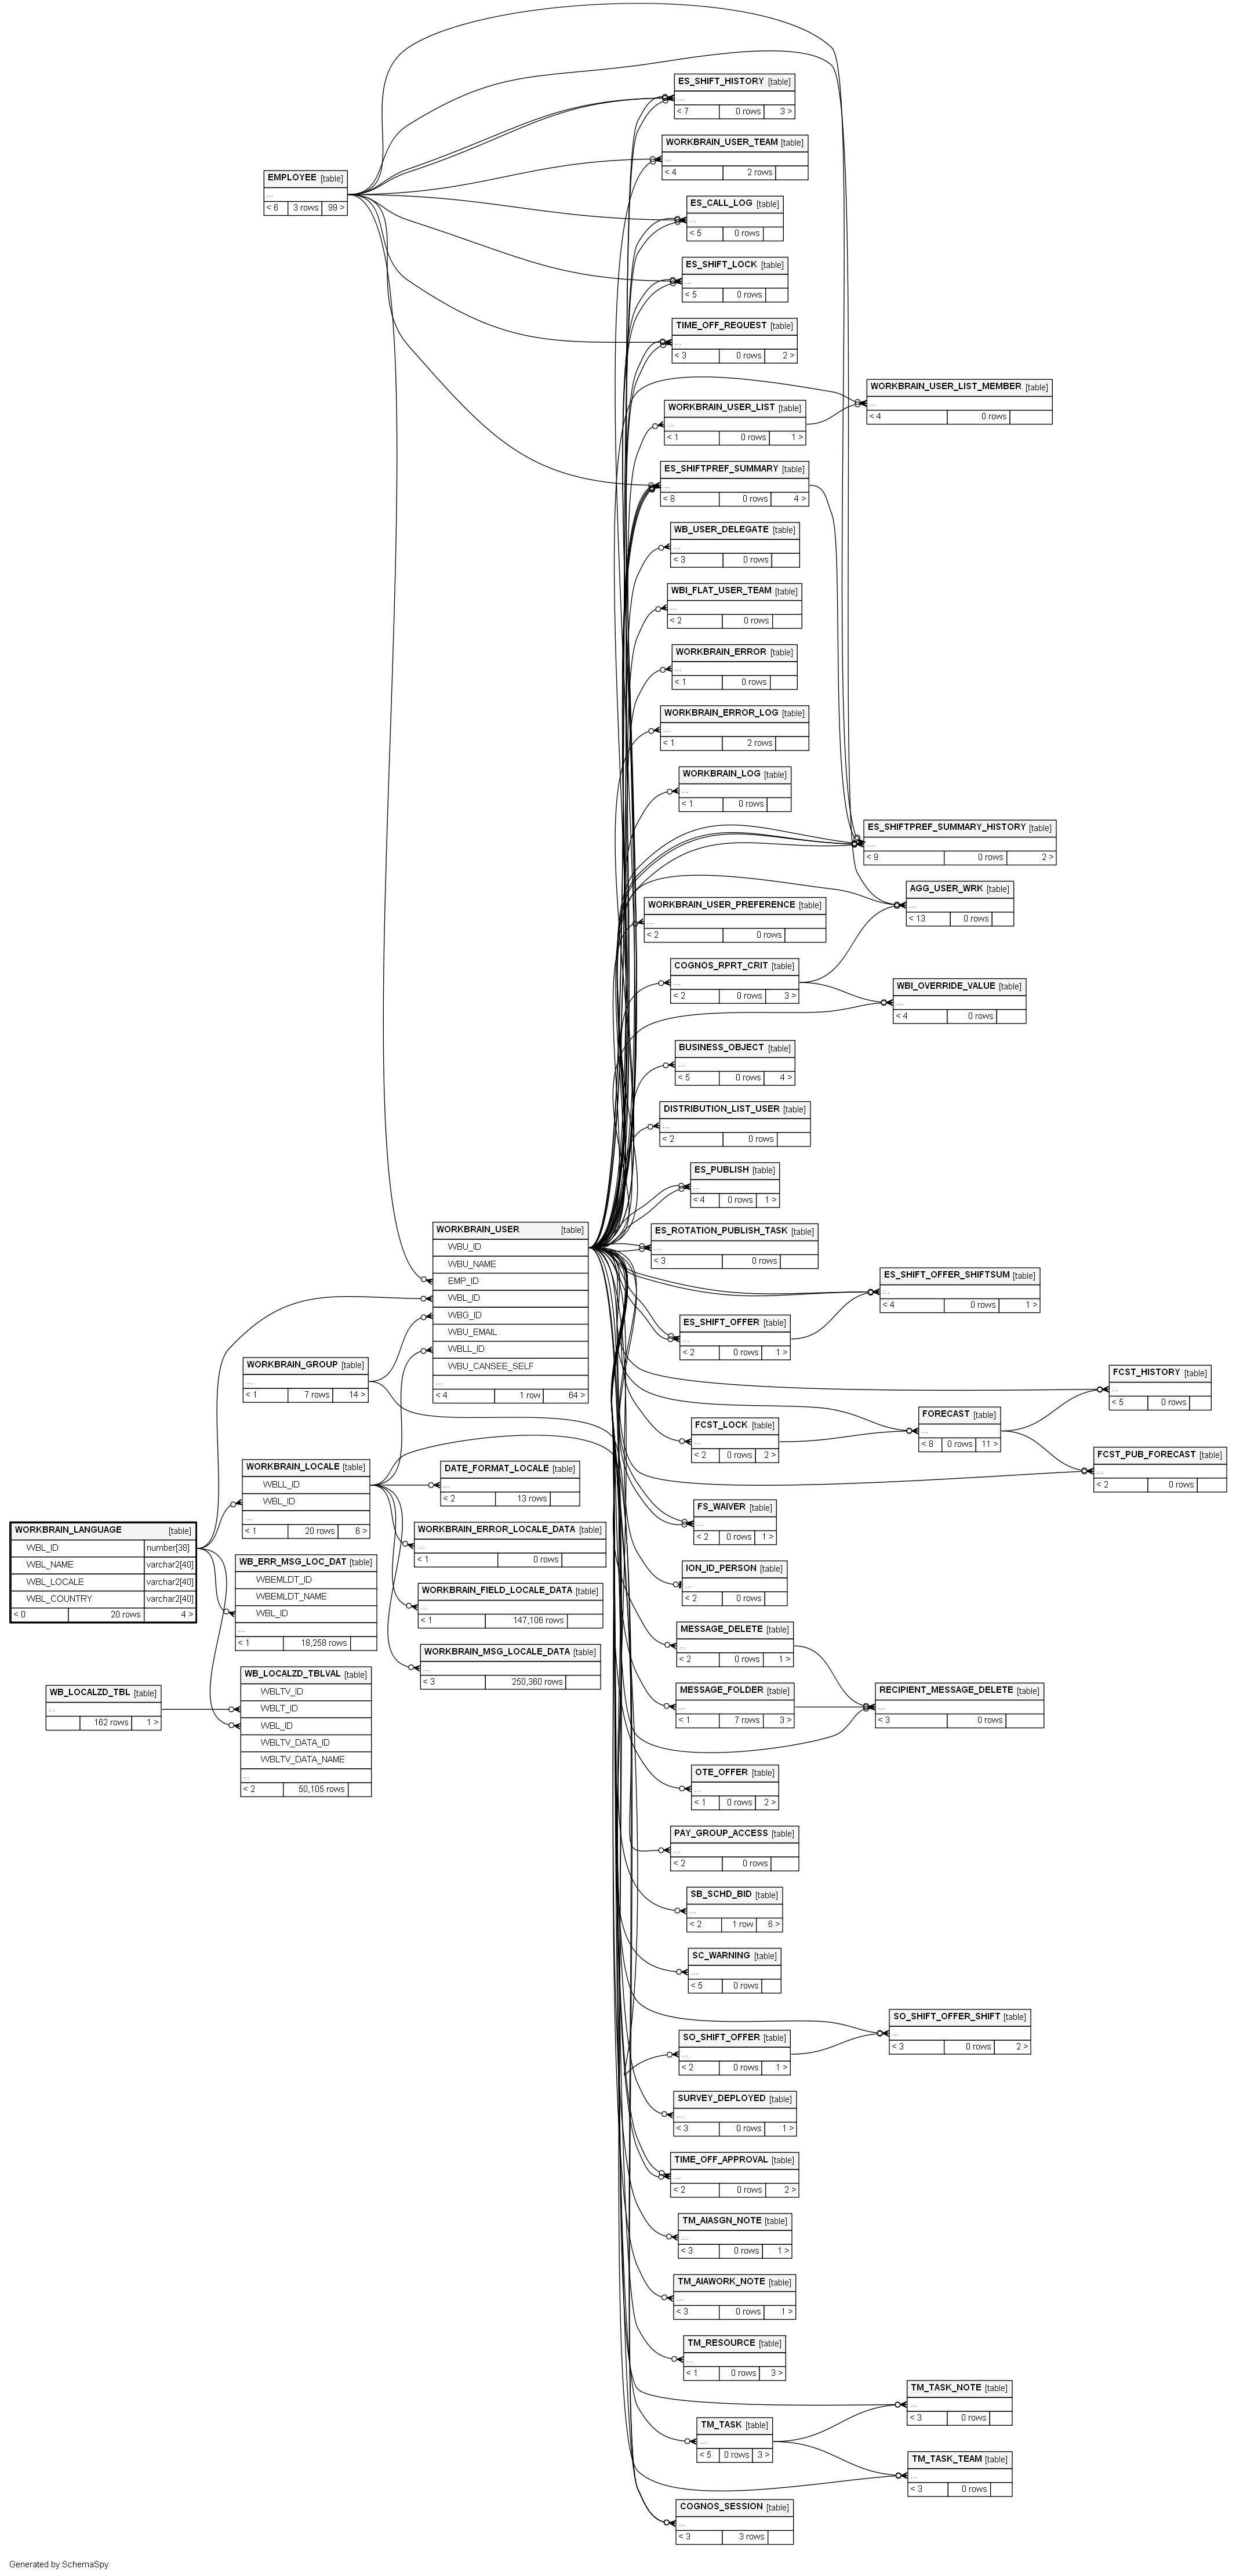 ES_SHIFT_HISTORY [table]
...
< 7 0 rows 3 >
WORKBRAIN_USER_TEAM [table]
...
< 4 2 rows
EMPLOYEE [table]
...
< 6 3 rows 99 >
ES_CALL_LOG [table]
...
< 5 0 rows
ES_SHIFT_LOCK [table]
...
< 5 0 rows
TIME_OFF_REQUEST [table]
...
< 3 0 rows 2 >
WORKBRAIN_USER_LIST_MEMBER [table]
...
< 4 0 rows
WORKBRAIN_USER_LIST [table]
...
< 1 0 rows 1 >
ES_SHIFTPREF_SUMMARY [table]
...
< 8 0 rows 4 >
WB_USER_DELEGATE [table]
...
< 3 0 rows
WBI_FLAT_USER_TEAM [table]
...
< 2 0 rows
WORKBRAIN_ERROR [table]
...
< 1 0 rows
WORKBRAIN_ERROR_LOG [table]
...
< 1 2 rows
WORKBRAIN_LOG [table]
...
< 1 0 rows
ES_SHIFTPREF_SUMMARY_HISTORY [table]
...
< 9 0 rows 2 >
AGG_USER_WRK [table]
...
< 13 0 rows
WORKBRAIN_USER_PREFERENCE [table]
...
< 2 0 rows
COGNOS_RPRT_CRIT [table]
...
< 2 0 rows 3 >
WBI_OVERRIDE_VALUE [table]
...
< 4 0 rows
BUSINESS_OBJECT [table]
...
< 5 0 rows 4 >
DISTRIBUTION_LIST_USER [table]
...
< 2 0 rows
ES_PUBLISH [table]
...
< 4 0 rows 1 >
WORKBRAIN_USER [table]
WBU_ID
WBU_NAME
EMP_ID
WBL_ID
WBG_ID
WBU_EMAIL
WBLL_ID
WBU_CANSEE_SELF
...
< 4 1 row 64 >
ES_ROTATION_PUBLISH_TASK [table]
...
< 3 0 rows
ES_SHIFT_OFFER_SHIFTSUM [table]
...
< 4 0 rows 1 >
ES_SHIFT_OFFER [table]
...
< 2 0 rows 1 >
WORKBRAIN_GROUP [table]
...
< 1 7 rows 14 >
FCST_HISTORY [table]
...
< 5 0 rows
FORECAST [table]
...
< 8 0 rows 11 >
FCST_LOCK [table]
...
< 2 0 rows 2 >
FCST_PUB_FORECAST [table]
...
< 2 0 rows
WORKBRAIN_LOCALE [table]
WBLL_ID
WBL_ID
...
< 1 20 rows 6 >
DATE_FORMAT_LOCALE [table]
...
< 2 13 rows
FS_WAIVER [table]
...
< 2 0 rows 1 >
WORKBRAIN_LANGUAGE [table]
WBL_ID number[38]
WBL_NAME varchar2[40]
WBL_LOCALE varchar2[40]
WBL_COUNTRY varchar2[40]
< 0 20 rows 4 >
WORKBRAIN_ERROR_LOCALE_DATA [table]
...
< 1 0 rows
WB_ERR_MSG_LOC_DAT [table]
WBEMLDT_ID
WBEMLDT_NAME
WBL_ID
...
< 1 18,258 rows
ION_ID_PERSON [table]
...
< 2 0 rows
WORKBRAIN_FIELD_LOCALE_DATA [table]
...
< 1 147,106 rows
MESSAGE_DELETE [table]
...
< 2 0 rows 1 >
WORKBRAIN_MSG_LOCALE_DATA [table]
...
< 3 250,360 rows
WB_LOCALZD_TBLVAL [table]
WBLTV_ID
WBLT_ID
WBL_ID
WBLTV_DATA_ID
WBLTV_DATA_NAME
...
< 2 50,105 rows
WB_LOCALZD_TBL [table]
...
162 rows 1 >
MESSAGE_FOLDER [table]
...
< 1 7 rows 3 >
RECIPIENT_MESSAGE_DELETE [table]
...
< 3 0 rows
OTE_OFFER [table]
...
< 1 0 rows 2 >
PAY_GROUP_ACCESS [table]
...
< 2 0 rows
SB_SCHD_BID [table]
...
< 2 1 row 6 >
SC_WARNING [table]
...
< 5 0 rows
SO_SHIFT_OFFER_SHIFT [table]
...
< 3 0 rows 2 >
SO_SHIFT_OFFER [table]
...
< 2 0 rows 1 >
SURVEY_DEPLOYED [table]
...
< 3 0 rows 1 >
TIME_OFF_APPROVAL [table]
...
< 2 0 rows 2 >
TM_AIASGN_NOTE [table]
...
< 3 0 rows 1 >
TM_AIAWORK_NOTE [table]
...
< 3 0 rows 1 >
TM_RESOURCE [table]
...
< 1 0 rows 3 >
TM_TASK_NOTE [table]
...
< 3 0 rows
TM_TASK [table]
...
< 5 0 rows 3 >
TM_TASK_TEAM [table]
...
< 3 0 rows
COGNOS_SESSION [table]
...
< 3 3 rows
Generated by SchemaSpy